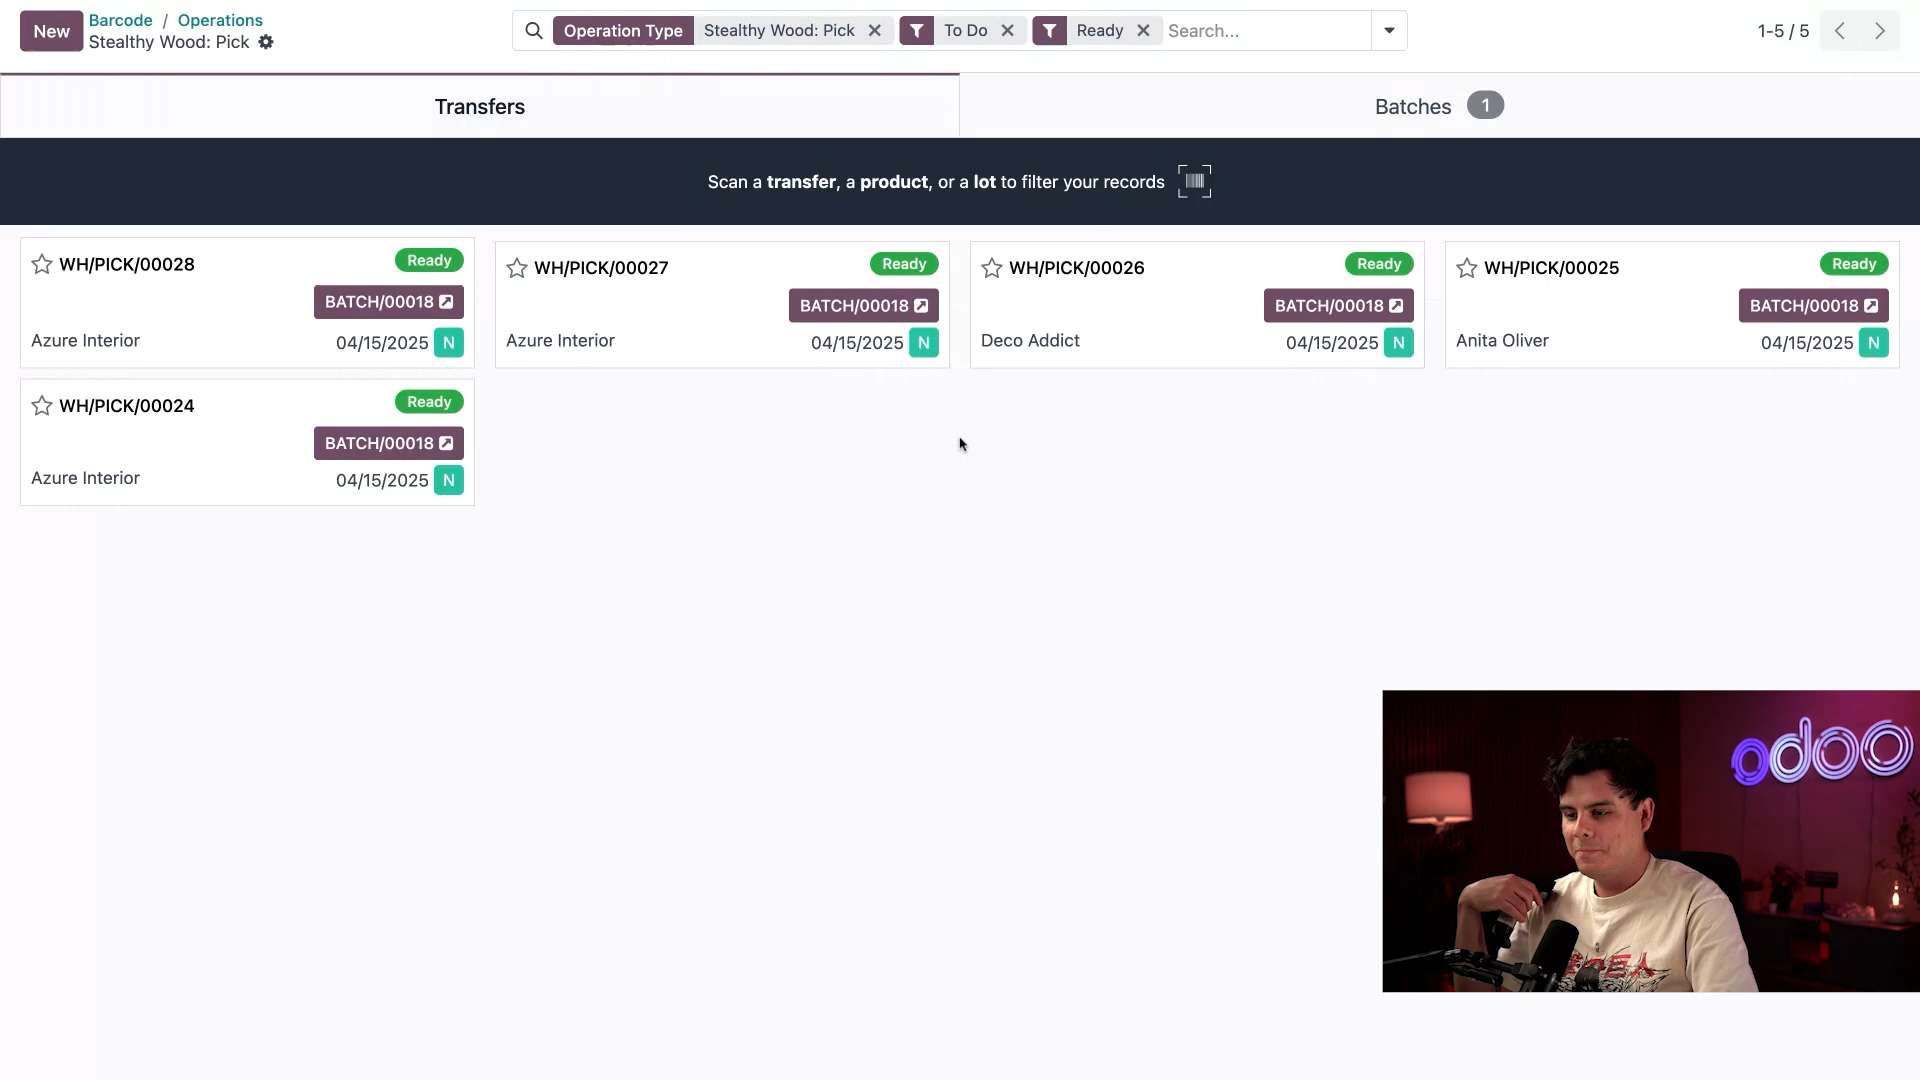 New
Barcode / Operations
Stealthy Wood: Pick
Operation Type Stealthy Wood: Pick To Do Ready Search...
1-5 / 5
Transfers
Batches 1
Scan a transfer, a product, or a lot to filter your records
WH/PICK/00028 Ready
BATCH/00018
Azure Interior 04/15/2025 N
WH/PICK/00027 Ready
BATCH/00018
Azure Interior 04/15/2025 N
WH/PICK/00026 Ready
BATCH/00018
Deco Addict 04/15/2025 N
WH/PICK/00025 Ready
BATCH/00018
Anita Oliver 04/15/2025 N
WH/PICK/00024 Ready
BATCH/00018
Azure Interior 04/15/2025 N
odoo